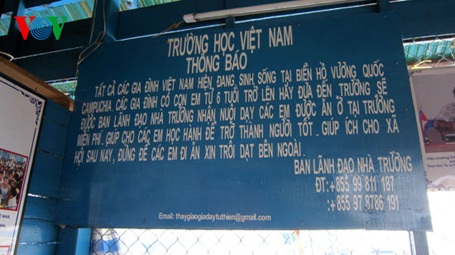 VOV
TRƯỜNG HỌC VIỆT NAM
THÔNG BÁO
TẤT CẢ CÁC GIA ĐÌNH VIỆT NAM HIỆN, ĐANG SINH SỐNG TẠI BIỂN HỒ VƯƠNG QUỐC
CAMPUCHA, CÁC GIA ĐÌNH CÓ CON EM TỪ 6 TUỔI TRỞ LÊN HÃY ĐƯA ĐẾN TRƯỜNG SẼ
ĐƯỢC BAN LÃNH ĐẠO NHÀ TRƯỜNG NHẬN NUÔI DẠY CÁC EM ĐƯỢC ĂN Ở TẠI TRƯỜNG
MIỄN PHÍ. GIÚP CHO CÁC EM HỌC HÀNH ĐỂ TRỞ THÀNH NGƯỜI TỐT. GIÚP ÍCH CHO XÃ
HỘI SAU NAY, ĐỪNG ĐỂ CÁC EM ĐI ĂN XIN TRÔI DẠT BÊN NGOÀI.
BAN LÃNH ĐẠO NHÀ TRƯỜNG
ĐT: +855 99 811 187
: +855 97 8786 191
Email: thaygiaogiadaytuthien@gmail.com